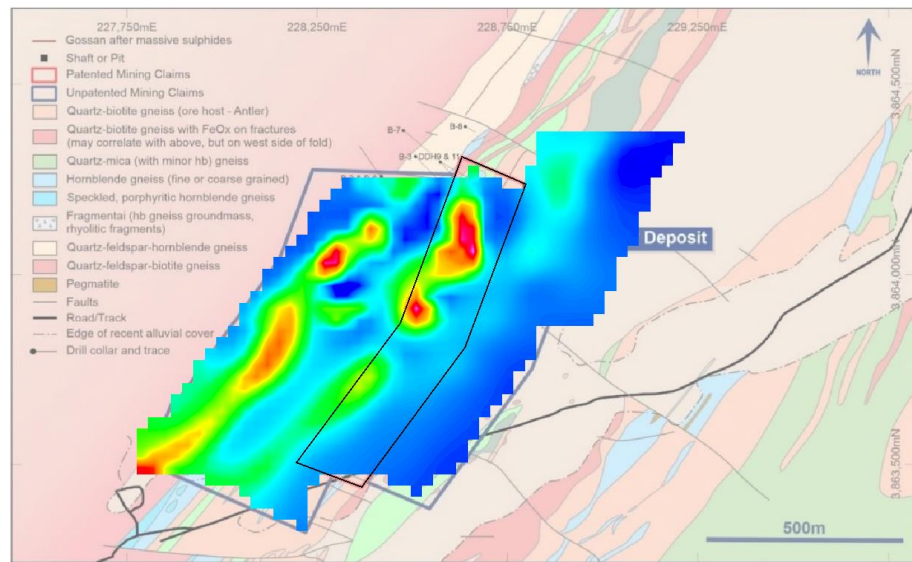 227,750mE 228,250mE 228,750mE 229,250mE
Gossan after massive sulphides
Shaft or Pit
Patented Mining Claims
Unpatented Mining Claims
Quartz-biotite gneiss (ore host - Antler)
Quartz-biotite gneiss with FeOx on fractures
(may correlate with above, but on west side of fold)
Quartz-mica (with minor hb) gneiss
Hornblende gneiss (fine or coarse grained)
Speckled, porphyritic hornblende gneiss
Fragmental (hb gneiss groundmass,
rhyolitic fragments)
Quartz-feldspar-hornblende gneiss
Quartz-feldspar-biotite gneiss
Pegmatite
Faults
Road/Track
Edge of recent alluvial cover
Drill collar and trace
B-7
B-8
B-3 DDH9 & 11
Deposit
NORTH
3,864,500mN
3,864,000mN
3,863,500mN
500m